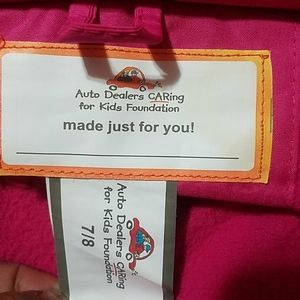 Auto Dealers CARing
for Kids Foundation
made just for you!
Auto Dealers CARing
for Kids Foundation
7/8